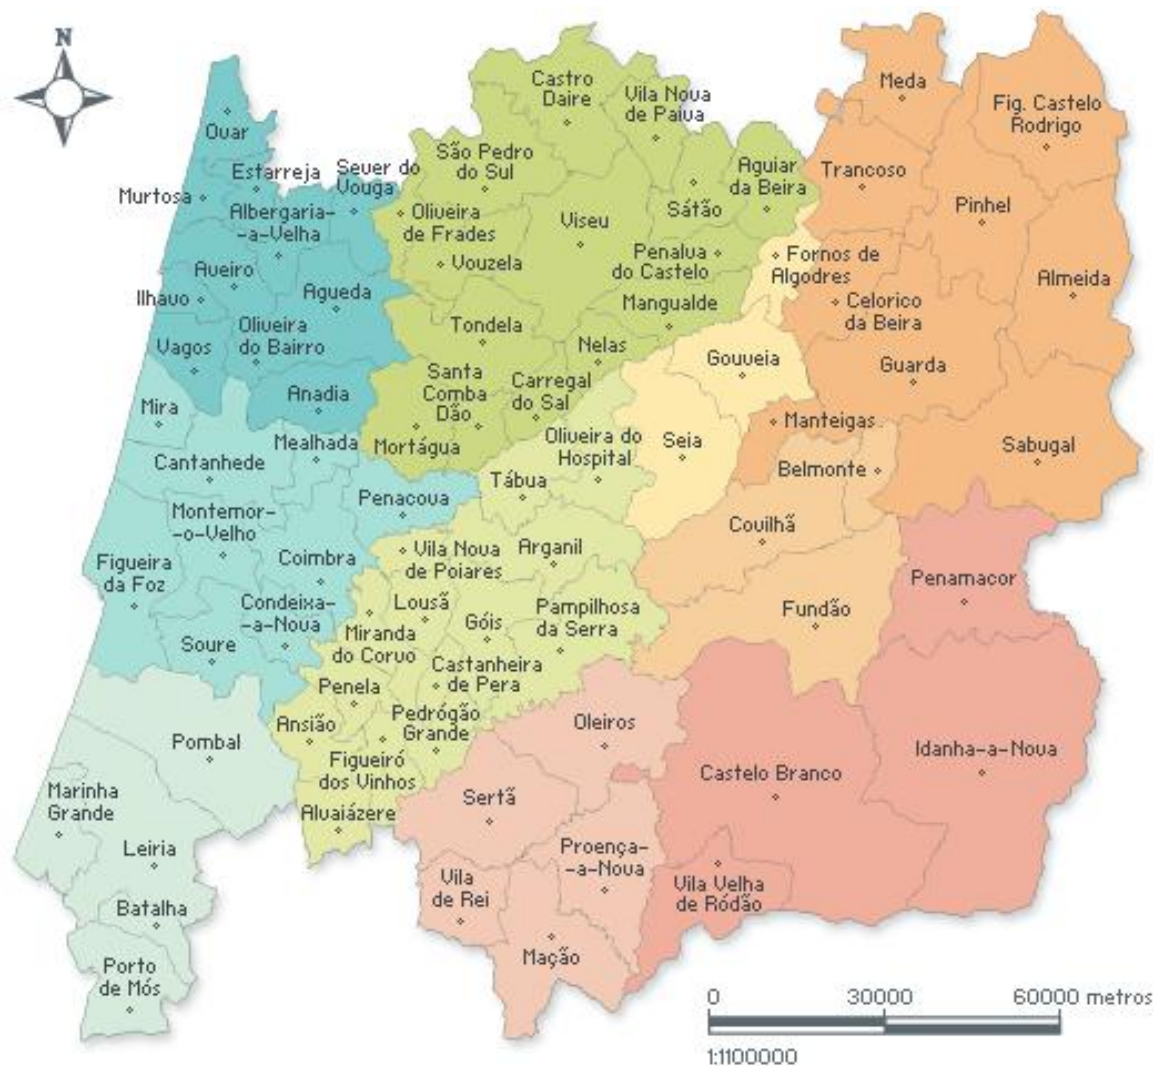 N
Castro
Daire
Vila Nova
de Paiva
Meda
Fig. Castelo
Rodrigo
Ovar
São Pedro
do Sul
Estarreja
Sever do
Vouga
Aguiar
da Beira
Trancoso
Murtosa
Albergaria-
-a-Velha
Oliveira
de Frades
Viseu
Sátão
Pinhel
Vouzela
Penalva
do Castelo
Fornos de
Algodres
Aveiro
Ilhavo
Agueda
Mangualde
Celorico
da Beira
Almeida
Vagos
Oliveira
do Bairro
Tondela
Nelas
Gouveia
Guarda
Anadia
Santa
Comba
Dão
Carregal
do Sal
Mira
Mealhada
Mortágua
Oliveira do
Hospital
Seia
Manteigas
Sabugal
Cantanhede
Tábua
Belmonte
Montemor-
-o-Velho
Penacova
Covilhã
Figueira
da Foz
Coimbra
Vila Nova
de Poiares
Arganil
Penamacor
Condeixa-
-a-Nova
Lousã
Góis
Pampilhosa
da Serra
Fundão
Soure
Miranda
do Corvo
Castanheira
de Pera
Penela
Ansião
Pedrógão
Grande
Oleiros
Pombal
Figueiró
dos Vinhos
Castelo Branco
Idanha-a-Nova
Marinha
Grande
Alvaiázere
Sertã
Leiria
Proença-
-a-Nova
Vila
de Rei
Vila Velha
de Ródão
Batalha
Mação
Porto
de Mós
0 30000 60000 metros
1:1100000